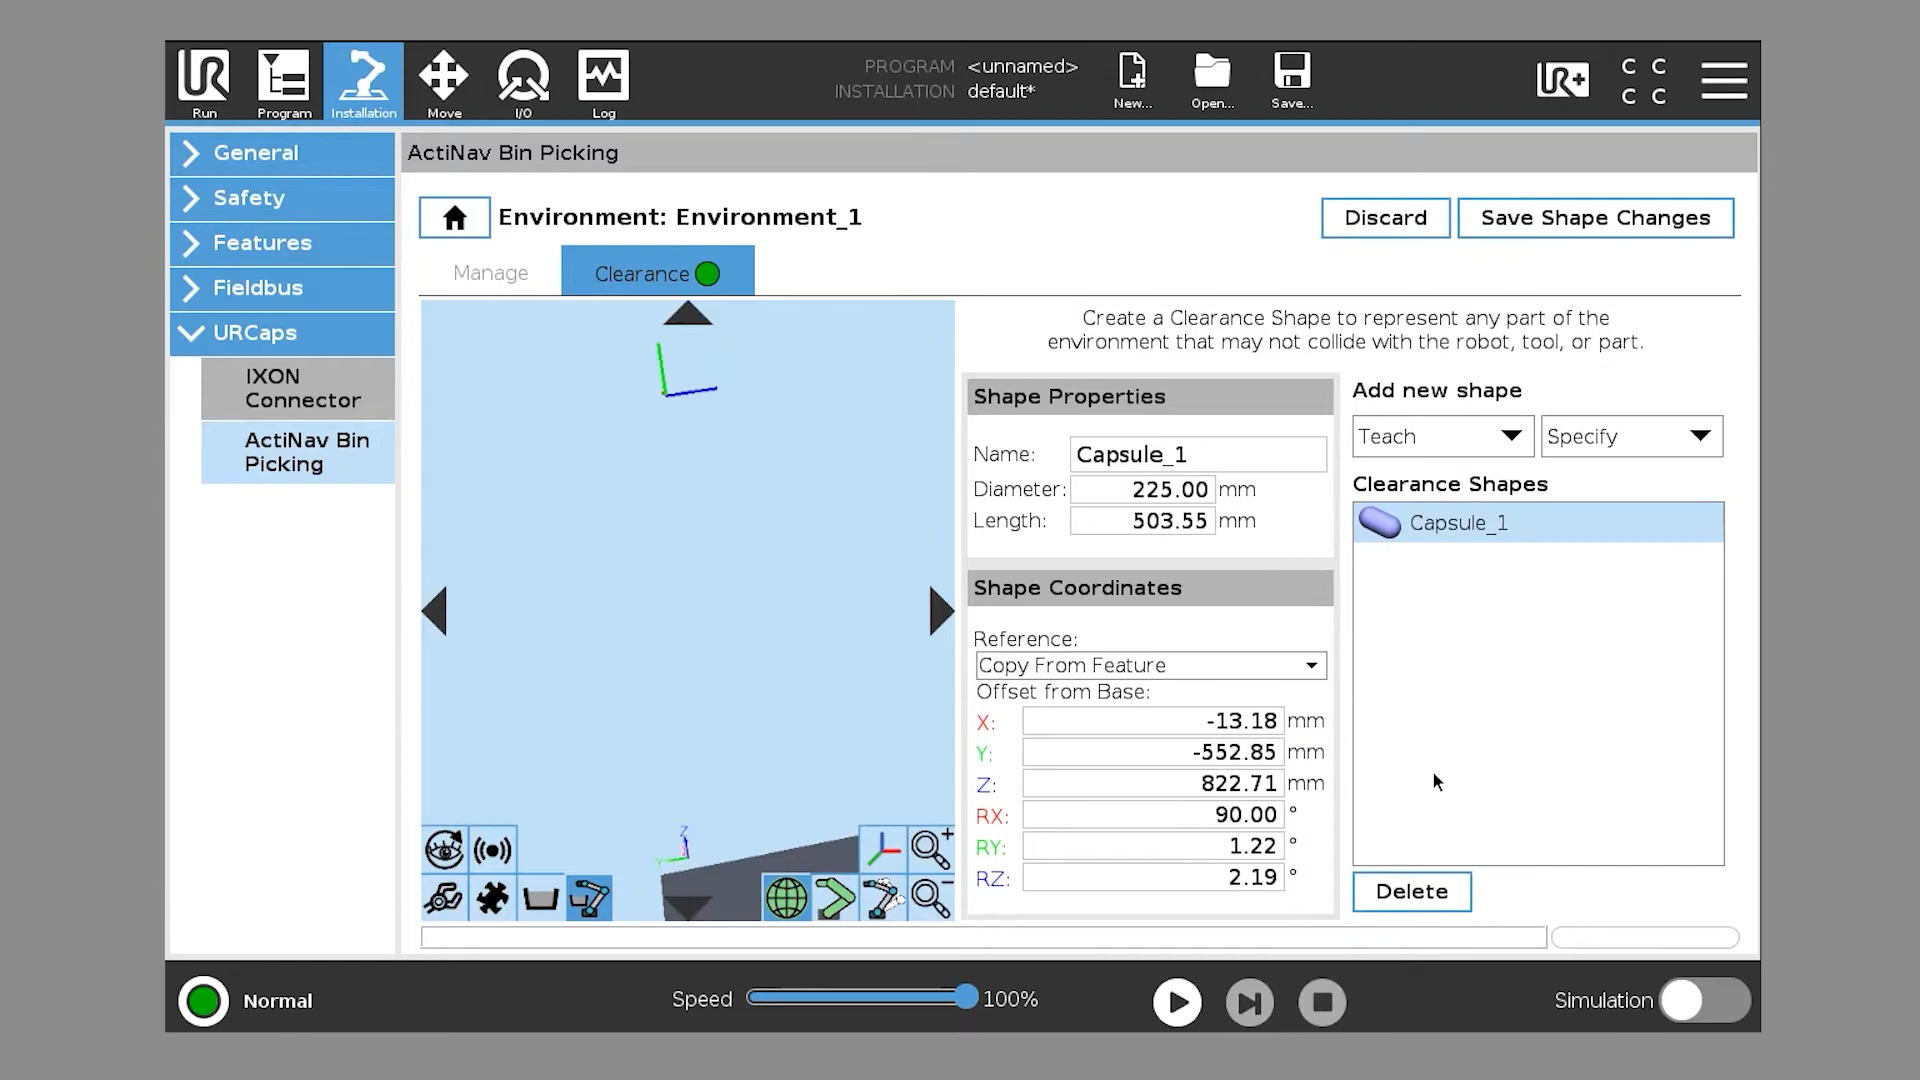 PROGRAM <unnamed>
INSTALLATION default*
Run
Program
Installation
Move
I/O
Log
New...
Open...
Save...
UR+
C C
C C
General
Safety
Features
Fieldbus
URCaps
IXON
Connector
ActiNav Bin
Picking
ActiNav Bin Picking
Environment: Environment_1
Discard
Save Shape Changes
Manage
Clearance
Create a Clearance Shape to represent any part of the
environment that may not collide with the robot, tool, or part.
Shape Properties
Name: Capsule_1
Diameter: 225.00 mm
Length: 503.55 mm
Shape Coordinates
Reference:
Copy From Feature
Offset from Base:
X: -13.18 mm
Y: -552.85 mm
Z: 822.71 mm
RX: 90.00 °
RY: 1.22 °
RZ: 2.19 °
Add new shape
Teach
Specify
Clearance Shapes
Capsule_1
Delete
Z
Normal
Speed 100%
Simulation